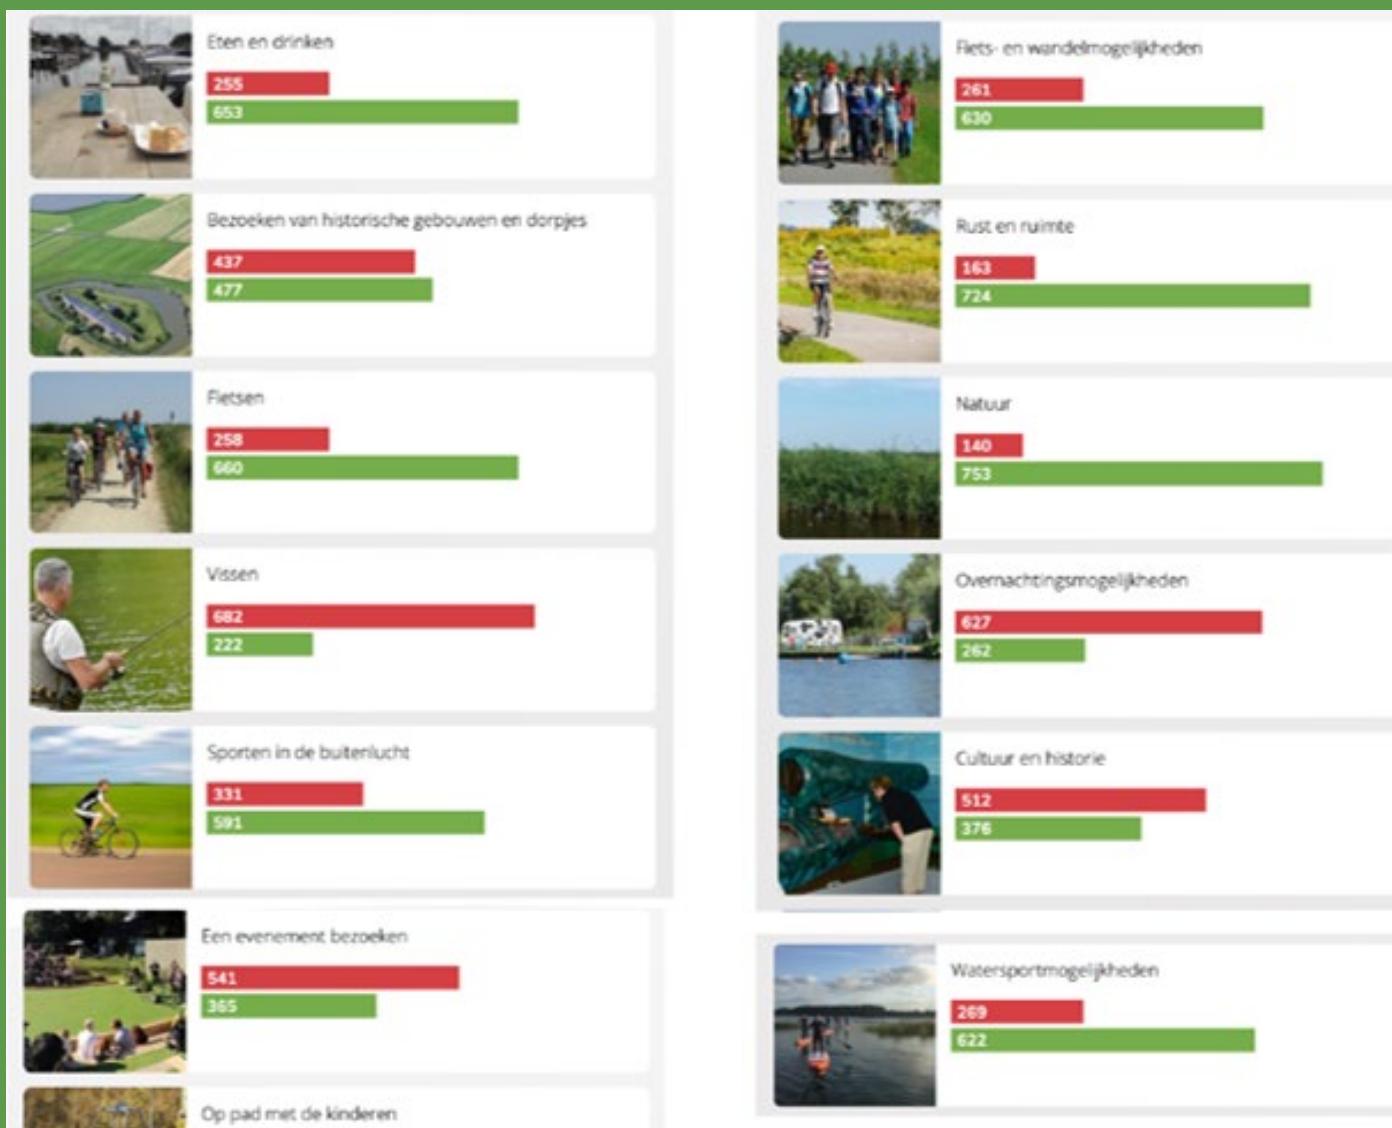 Eten en drinken
255
653
Bezoeken van historische gebouwen en dorpjes
437
477
Fietsen
258
660
Vissen
682
222
Sporten in de buitenlucht
331
591
Een evenement bezoeken
541
365
Op pad met de kinderen
Fiets- en wandelmogelijkheden
261
630
Rust en ruimte
163
724
Natuur
140
753
Overnachtingsmogelijkheden
627
262
Cultuur en historie
512
376
Watersportmogelijkheden
269
622